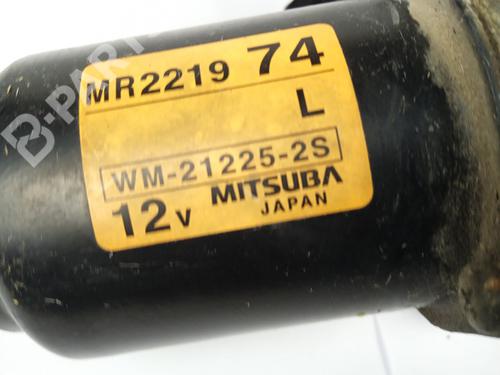 MR2219 74
L
WM-21225-2S
12V MITSUBA
JAPAN
B-PARTS